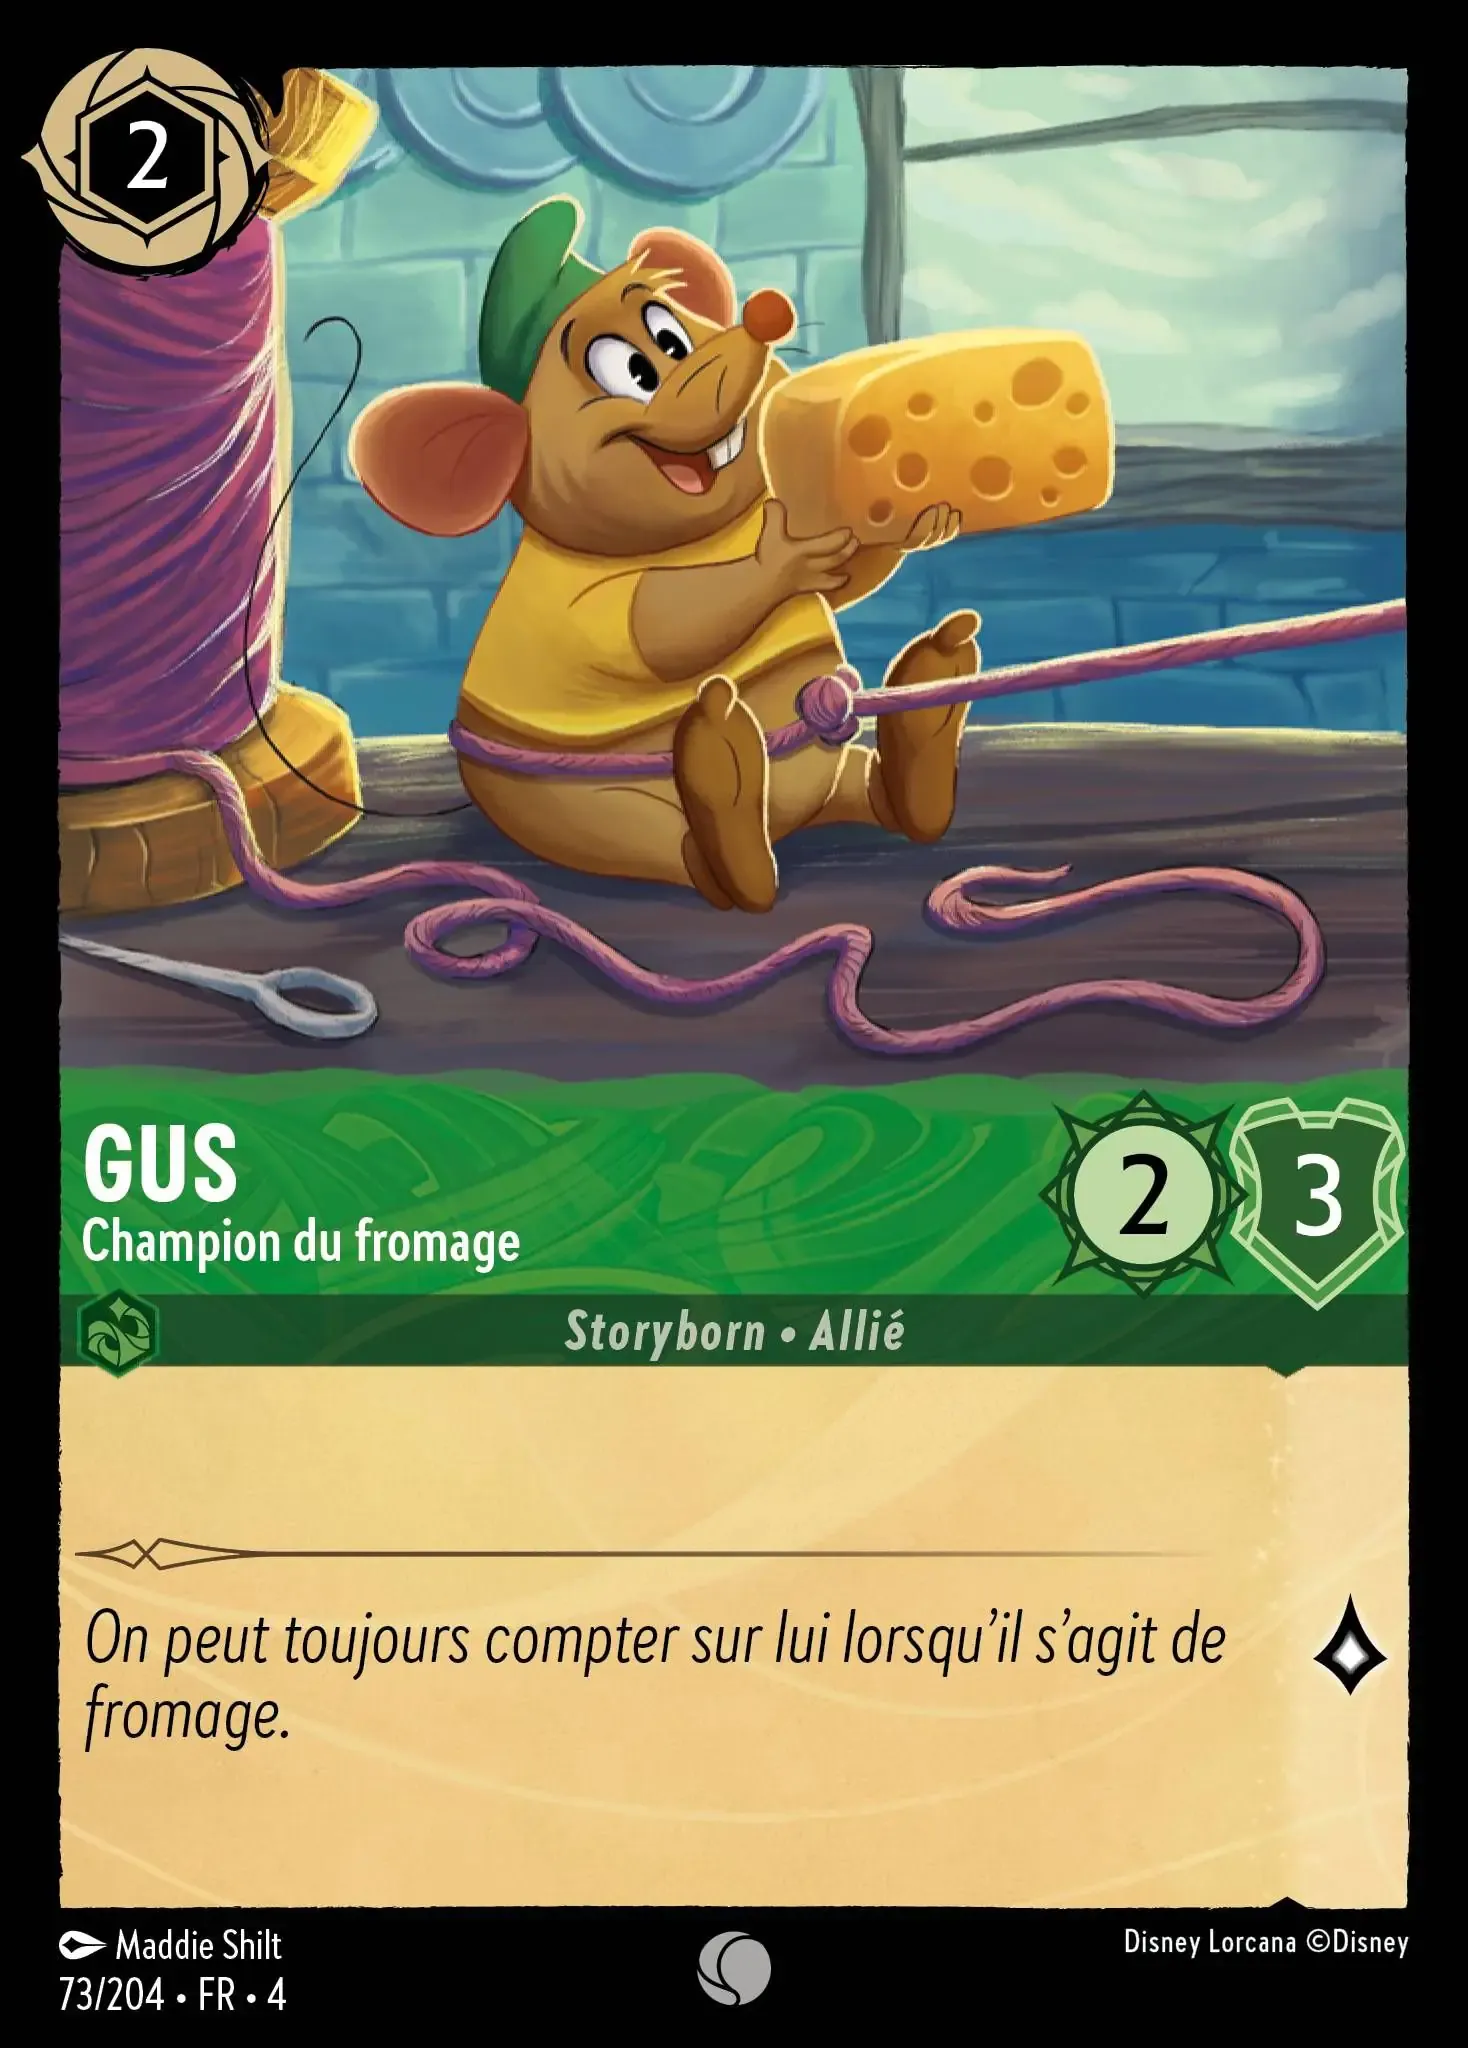 2
GUS
Champion du fromage
2
3
Storyborn • Allié
On peut toujours compter sur lui lorsqu’il s’agit de
fromage.
Maddie Shilt
Disney Lorcana ©Disney
73/204 • FR • 4